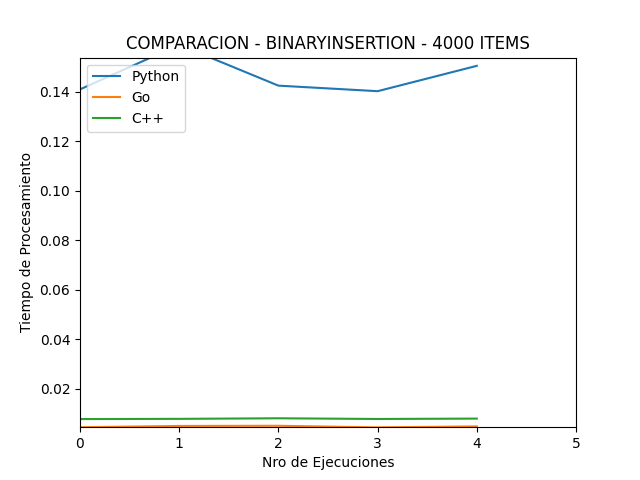 COMPARACION - BINARYINSERTION - 4000 ITEMS
Python
Go
C++
Tiempo de Procesamiento
0.14
0.12
0.10
0.08
0.06
0.04
0.02
0 1 2 3 4 5
Nro de Ejecuciones